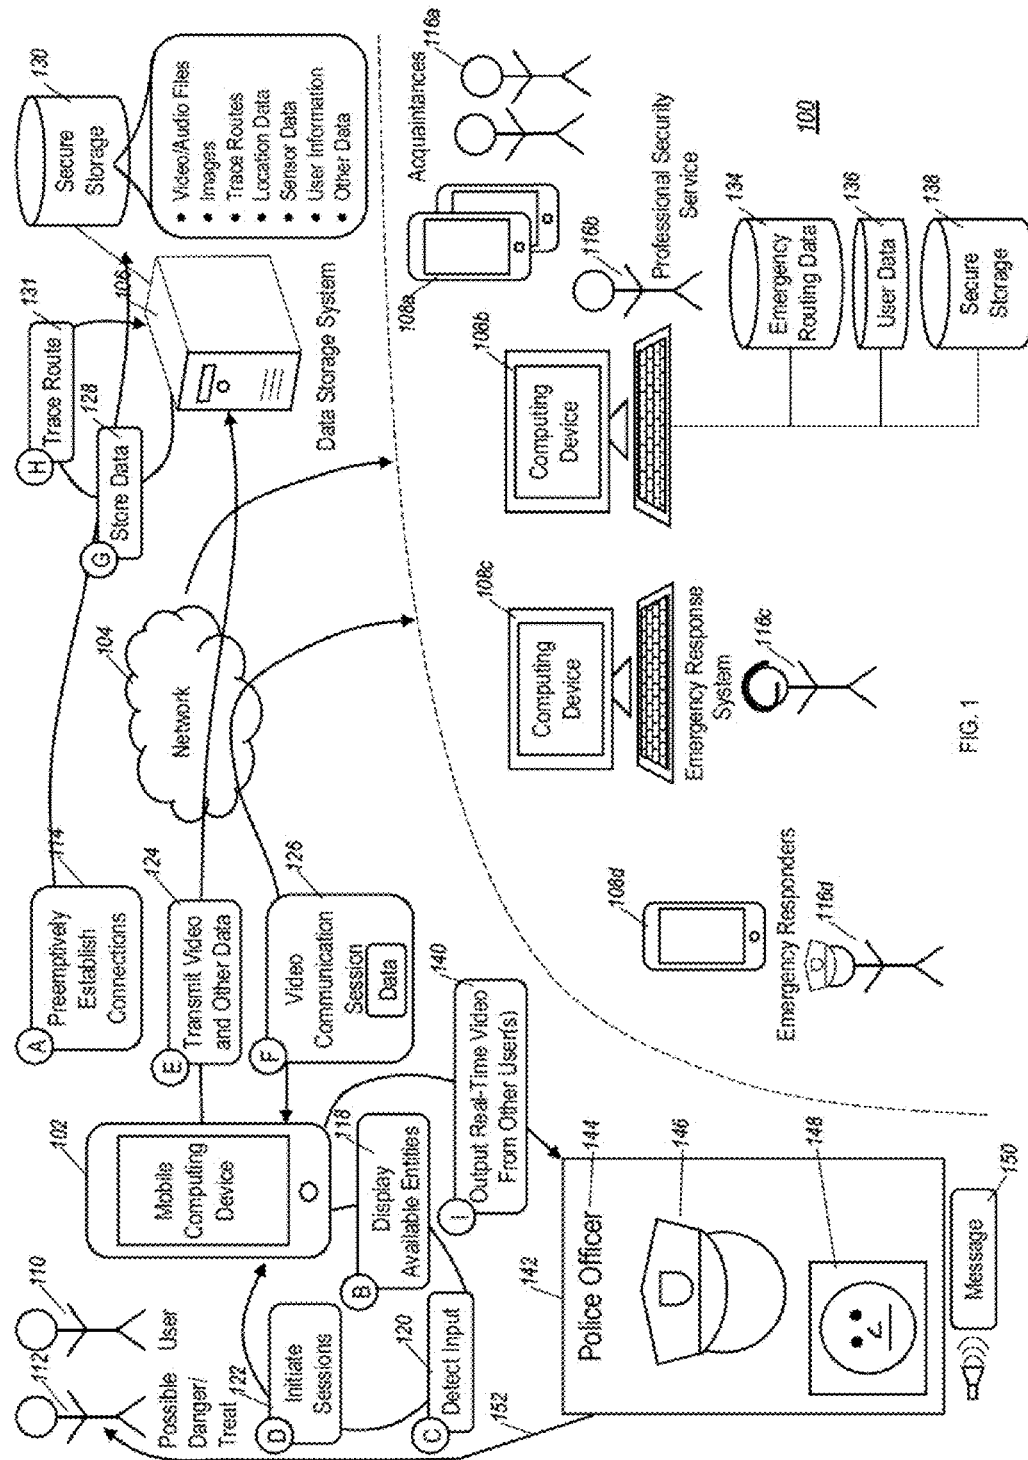 112
110
Possible
Danger/
Treat
User
102
Mobile
Computing
Device
D
Initiate
Sessions
122
B
Display
Available Entities
118
C
Detect Input
120
A
Preemptively
Establish
Connections
114
E
Transmit Video
and Other Data
124
F
Video
Communication
Session
Data
126
104
Network
H
Trace Route
131
G
Store Data
128
106
Data Storage System
Secure
Storage
130
• Video/Audio Files
• Images
• Trace Routes
• Location Data
• Sensor Data
• User Information
• Other Data
I
Output Real-Time Video
From Other User(s)
140
142
Police Officer
144
146
148
Message
150
152
108d
Emergency Responders
116d
108c
Computing
Device
Emergency Response
System
116c
108b
Computing
Device
116b
Professional Security
Service
108a
Acquaintances
116a
Emergency
Routing Data
134
User Data
136
Secure
Storage
138
100
FIG. 1